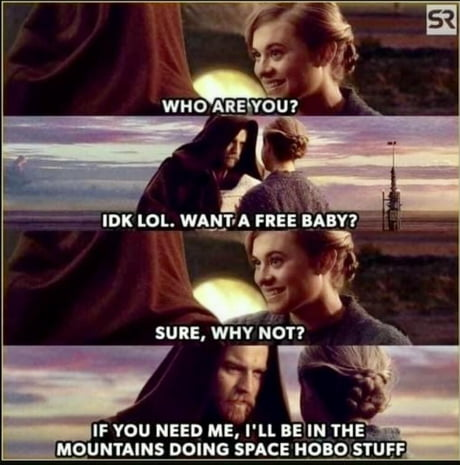 SR
WHO ARE YOU?
IDK LOL. WANT A FREE BABY?
SURE, WHY NOT?
IF YOU NEED ME, I'LL BE IN THE
MOUNTAINS DOING SPACE HOBO STUFF